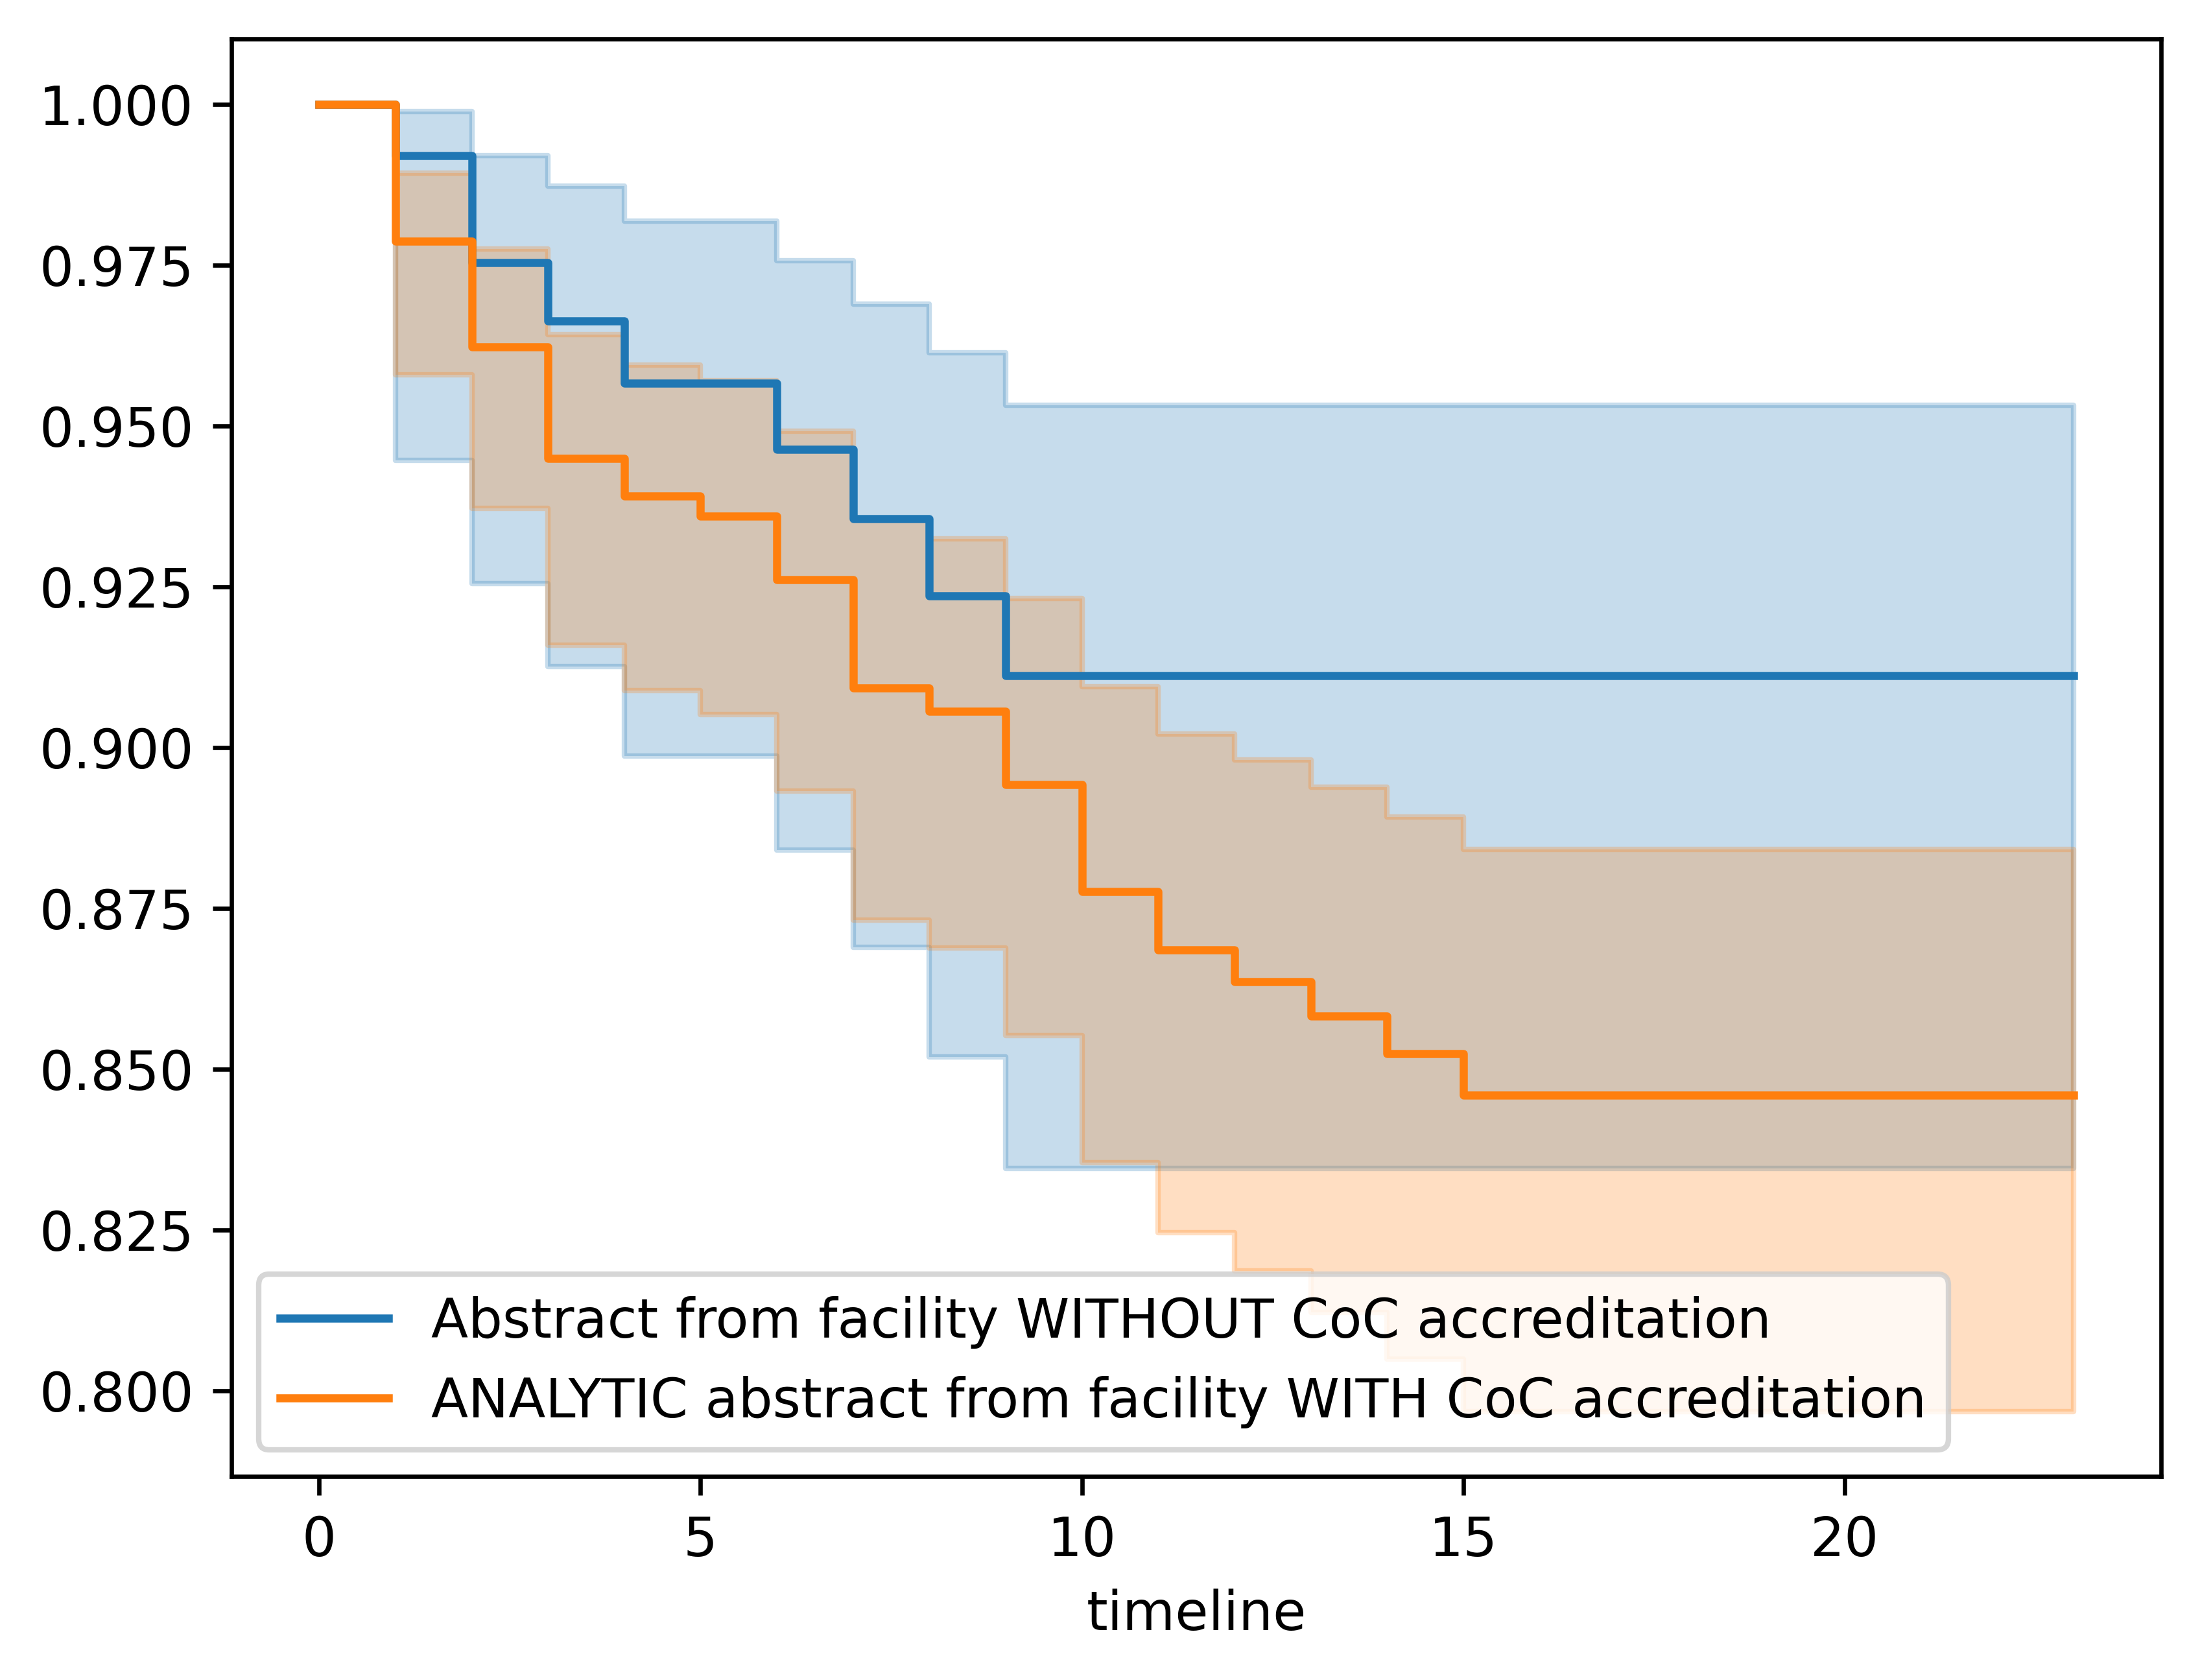 1.000
0.975
0.950
0.925
0.900
0.875
0.850
0.825
0.800
Abstract from facility WITHOUT CoC accreditation
ANALYTIC abstract from facility WITH CoC accreditation
0 5 10 15 20
timeline